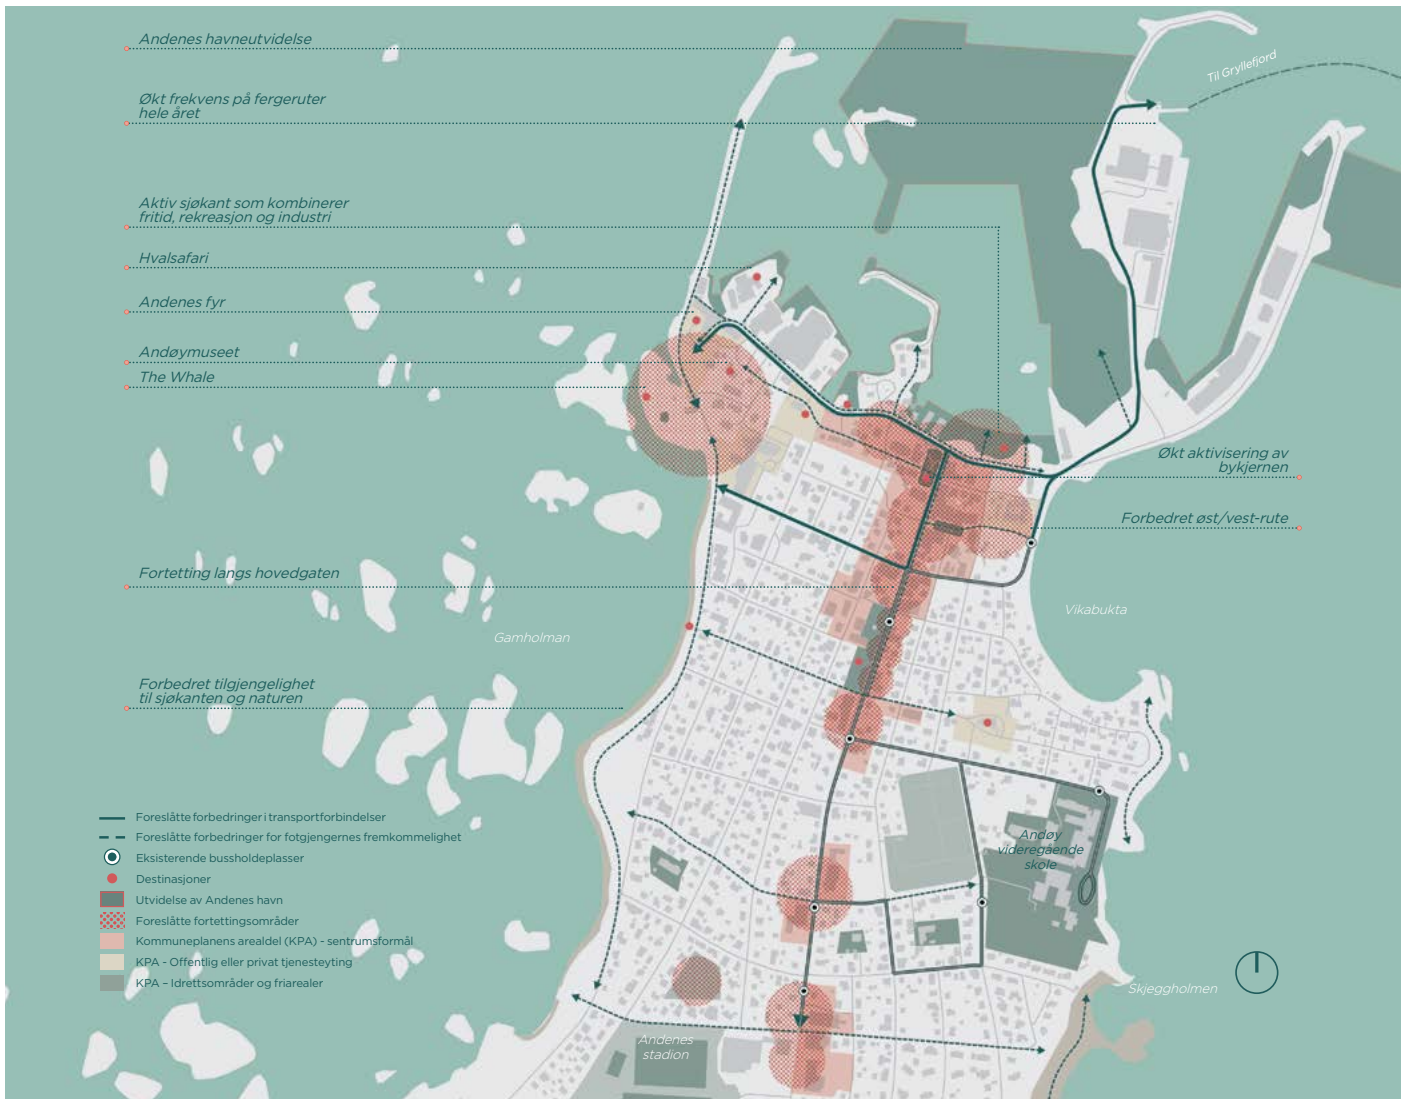 Andenes havneutvidelse
Økt frekvens på fergeruter
hele året
Aktiv sjøkant som kombinerer
fritid, rekreasjon og industri
Hvalsafari
Andenes fyr
Andøymuseet
The Whale
Fortetting langs hovedgaten
Forbedret tilgjengelighet
til sjøkanten og naturen
Til Gryllefjord
Økt aktivisering av
bykjernen
Forbedret øst/vest-rute
Vikabukta
Gamholman
Andøy
videregående
skole
Skjeggholmen
Andenes
stadion
Foreslåtte forbedringer i transportforbindelser
Foreslåtte forbedringer for fotgjengernes fremkommelighet
Eksisterende bussholdeplasser
Destinasjoner
Utvidelse av Andenes havn
Foreslåtte fortettingsområder
Kommuneplanens arealdel (KPA) - sentrumsformål
KPA - Offentlig eller privat tjenesteyting
KPA – Idrettsområder og friarealer